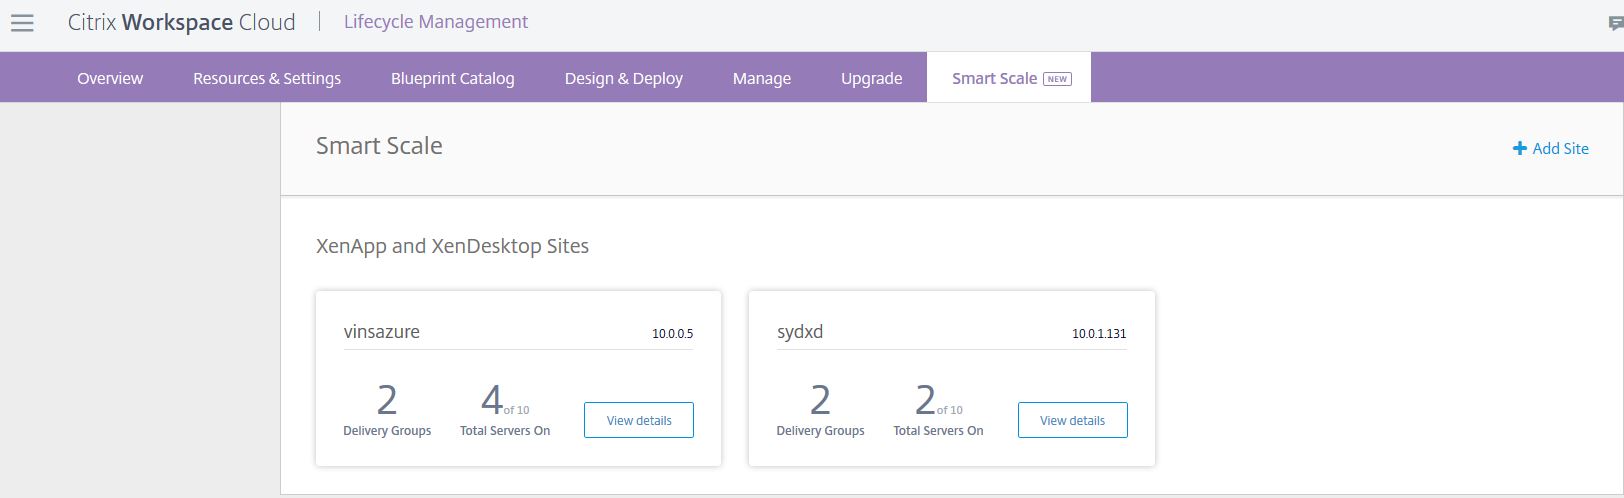 Citrix Workspace Cloud | Lifecycle Management
Overview Resources & Settings Blueprint Catalog Design & Deploy Manage Upgrade Smart Scale NEW
Smart Scale
Add Site
XenApp and XenDesktop Sites
vinsazure 10.0.0.5
2 4 of 10
Delivery Groups Total Servers On
View details
sydxd 10.0.1.131
2 2 of 10
Delivery Groups Total Servers On
View details